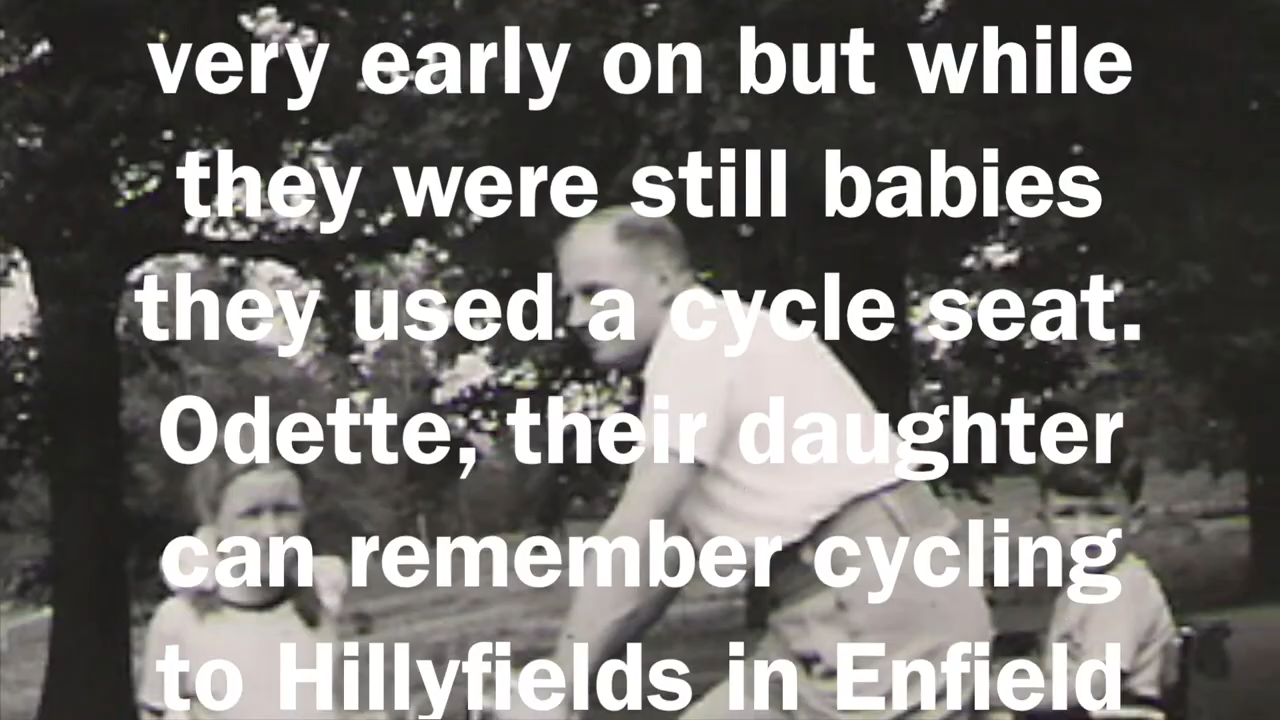 very early on but while
they were still babies
they used a cycle seat.
Odette, their daughter
can remember cycling
to Hillyfields in Enfield